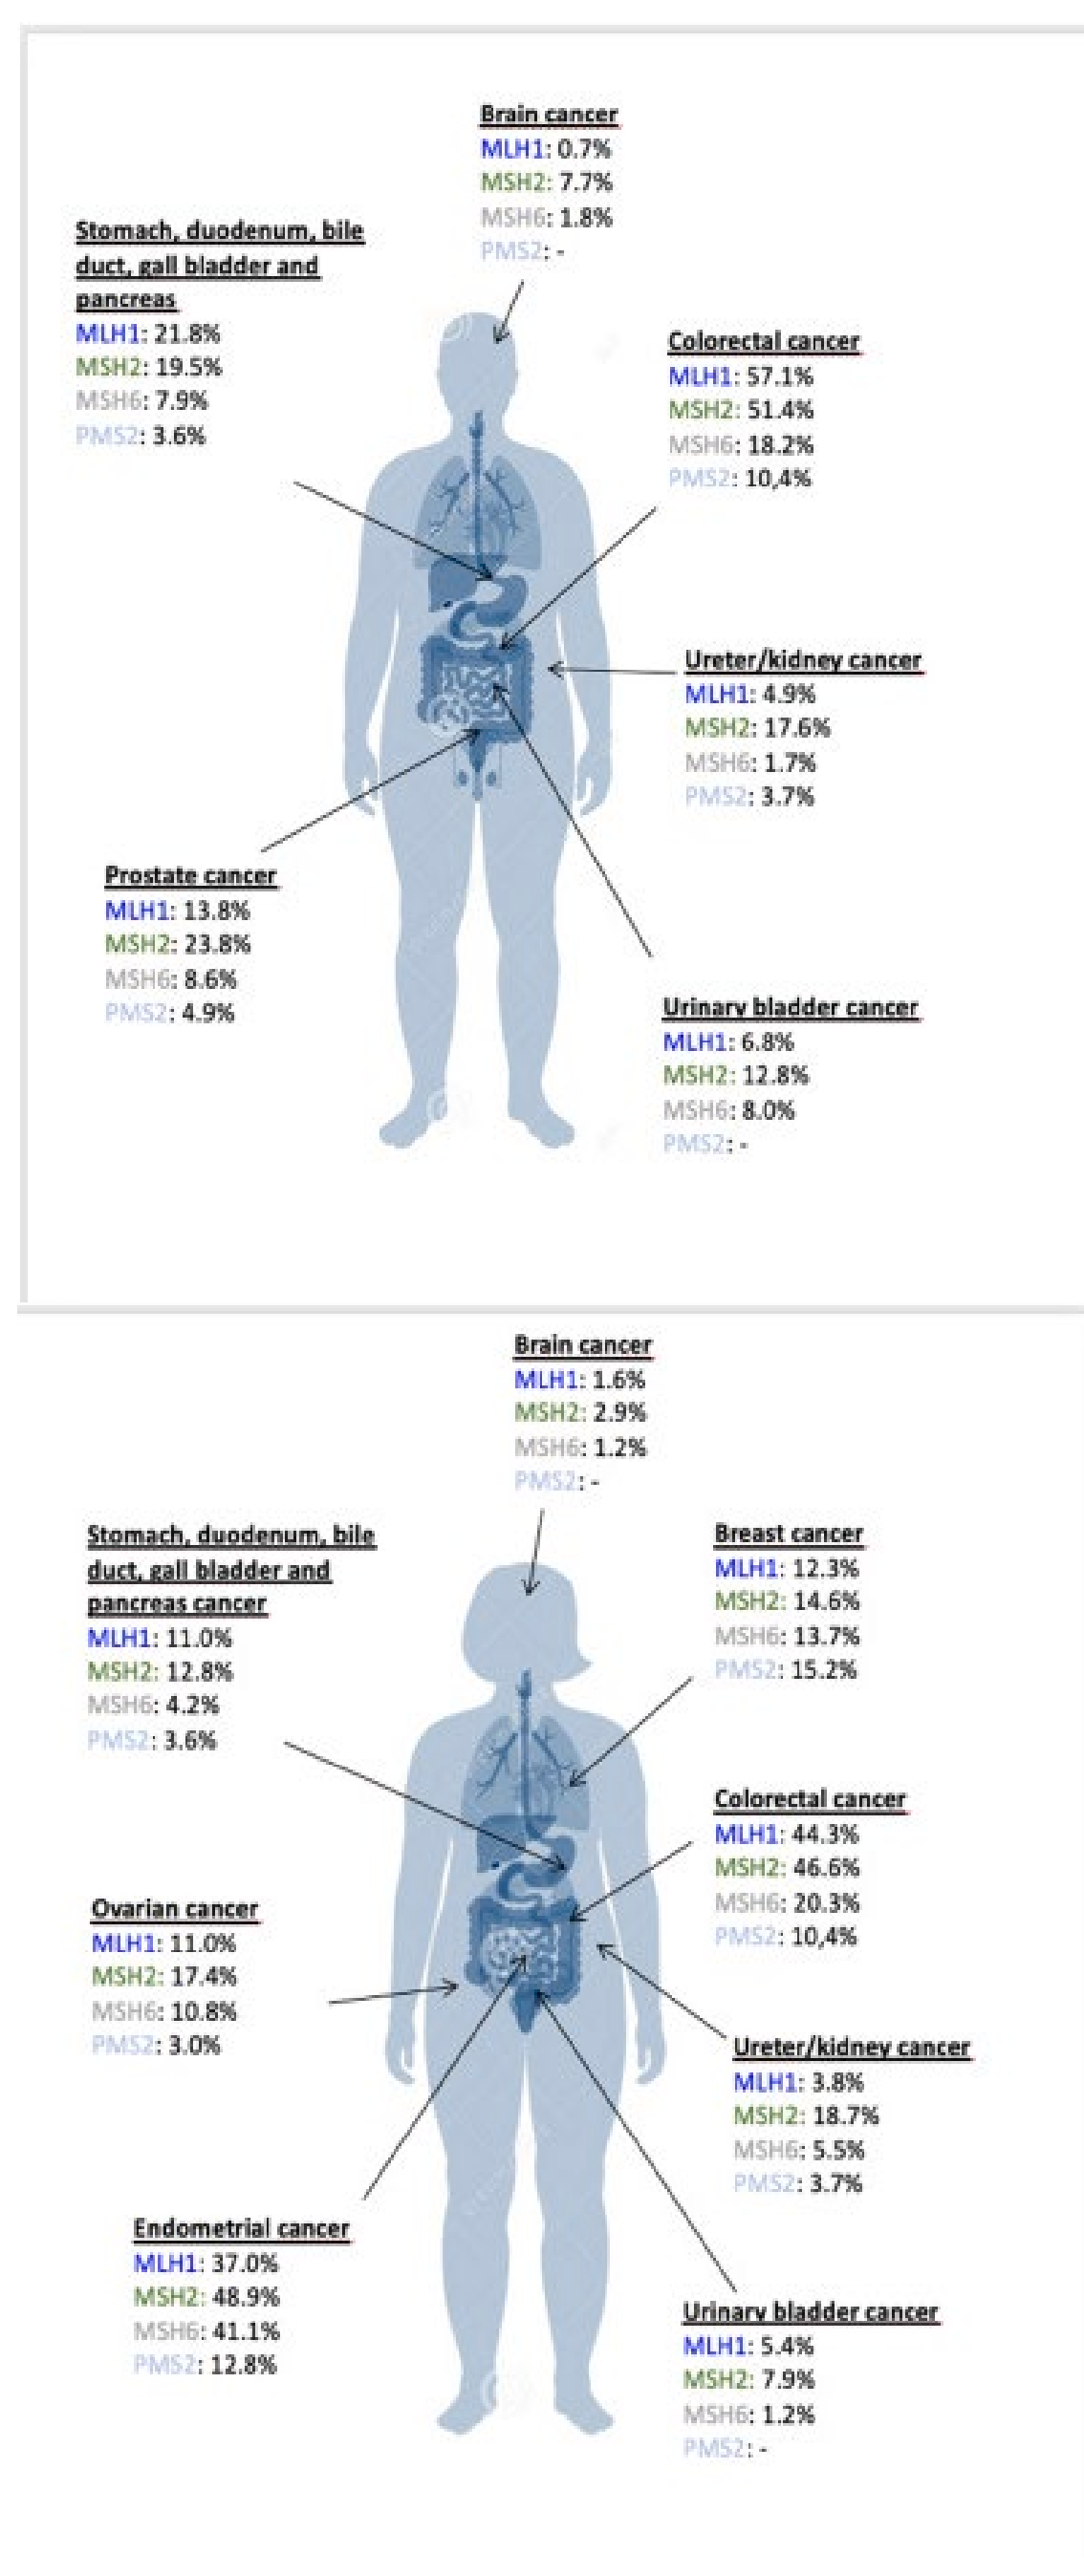 Brain cancer
MLH1: 0.7%
MSH2: 7.7%
MSH6: 1.8%
PMS2: -
Stomach, duodenum, bile
duct, gall bladder and
pancreas
MLH1: 21.8%
MSH2: 19.5%
MSH6: 7.9%
PMS2: 3.6%
Colorectal cancer
MLH1: 57.1%
MSH2: 51.4%
MSH6: 18.2%
PMS2: 10,4%
Ureter/kidney cancer
MLH1: 4.9%
MSH2: 17.6%
MSH6: 1.7%
PMS2: 3.7%
Prostate cancer
MLH1: 13.8%
MSH2: 23.8%
MSH6: 8.6%
PMS2: 4.9%
Urinary bladder cancer
MLH1: 6.8%
MSH2: 12.8%
MSH6: 8.0%
PMS2: -
Brain cancer
MLH1: 1.6%
MSH2: 2.9%
MSH6: 1.2%
PMS2: -
Stomach, duodenum, bile
duct, gall bladder and
pancreas cancer
MLH1: 11.0%
MSH2: 12.8%
MSH6: 4.2%
PMS2: 3.6%
Breast cancer
MLH1: 12.3%
MSH2: 14.6%
MSH6: 13.7%
PMS2: 15.2%
Colorectal cancer
MLH1: 44.3%
MSH2: 46.6%
MSH6: 20.3%
PMS2: 10,4%
Ovarian cancer
MLH1: 11.0%
MSH2: 17.4%
MSH6: 10.8%
PMS2: 3.0%
Ureter/kidney cancer
MLH1: 3.8%
MSH2: 18.7%
MSH6: 5.5%
PMS2: 3.7%
Endometrial cancer
MLH1: 37.0%
MSH2: 48.9%
MSH6: 41.1%
PMS2: 12.8%
Urinary bladder cancer
MLH1: 5.4%
MSH2: 7.9%
MSH6: 1.2%
PMS2: -